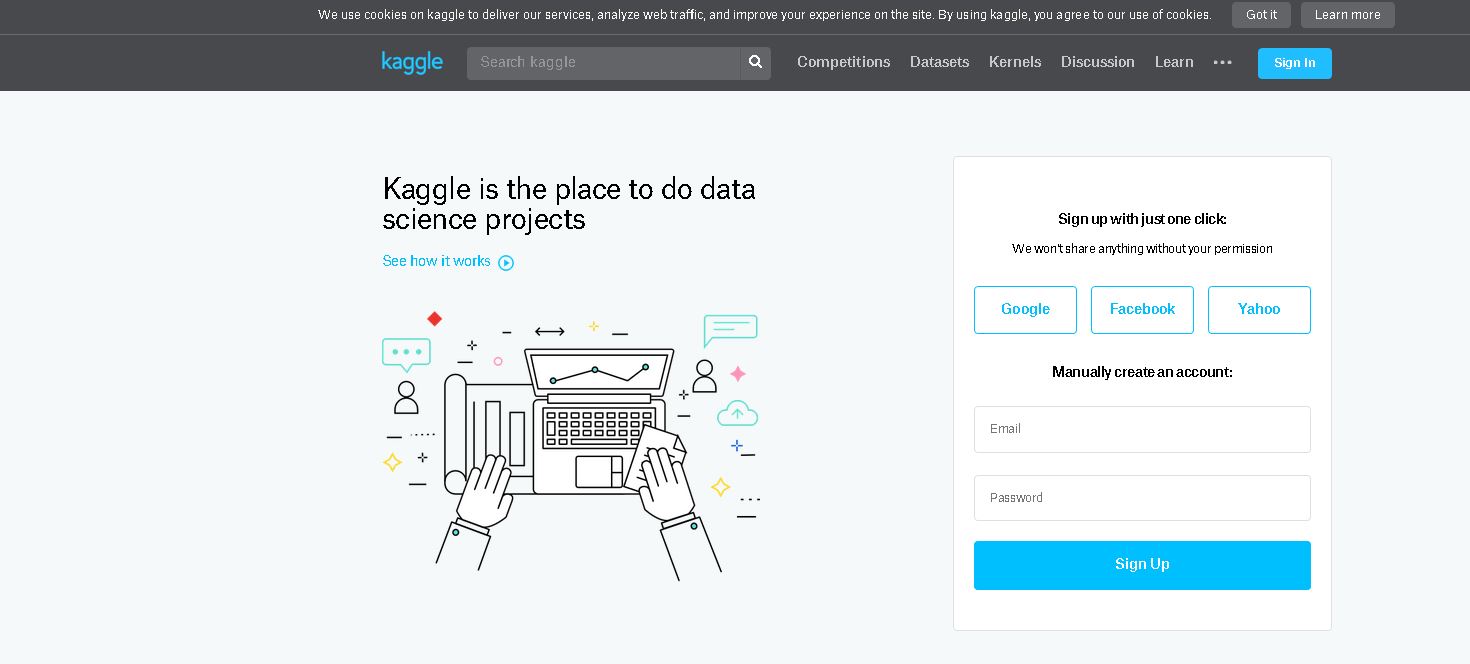 We use cookies on kaggle to deliver our services, analyze web traffic, and improve your experience on the site. By using kaggle, you agree to our use of cookies. Got it Learn more
kaggle Search kaggle Competitions Datasets Kernels Discussion Learn ••• Sign In
Kaggle is the place to do data
science projects
See how it works
Sign up with just one click:
We won't share anything without your permission
Google Facebook Yahoo
Manually create an account:
Email
Password
Sign Up